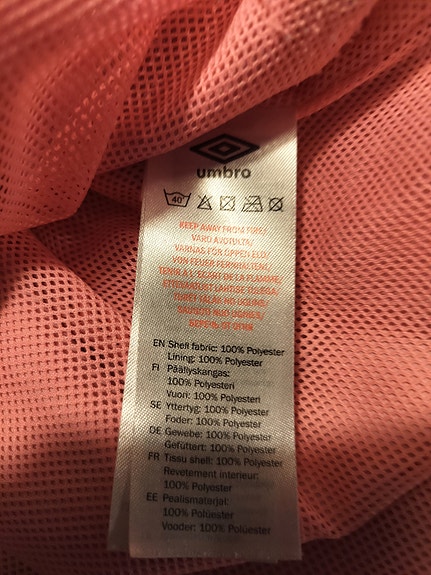 umbro
40
KEEP AWAY FROM FIRE/
VARO AVOTULTA/
VARNAS FÖR ÖPPEN ELD/
VON FEUER FERNHALTEN/
TENIR A L' ECART DE LA FLAMME/
EN Shell fabric: 100% Polyester
Lining: 100% Polyester
FI Päällyskangas:
100% Polyesteri
Vuori: 100% Polyesteri
SE Yttertyg: 100% Polyester
Foder: 100% Polyester
DE Gewebe: 100% Polyester
Gefüttert: 100% Polyester
FR Tissu shell: 100% Polyester
Revetement interieur:
100% Polyester
EE Pealismaterjal:
100% Polüester
Vooder: 100% Polüester